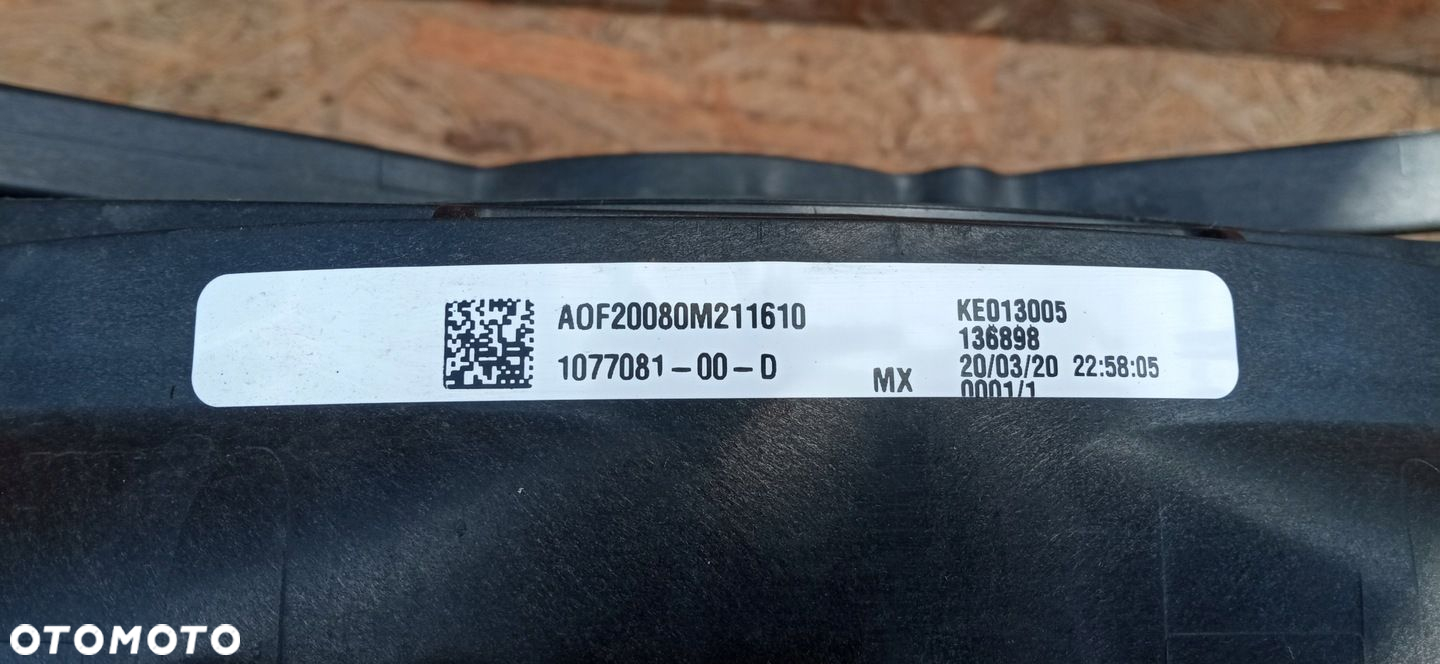 AOF20080M211610
1077081-00-D
MX
KE013005
136898
20/03/20 22:58:05
0001/1
OTOMOTO